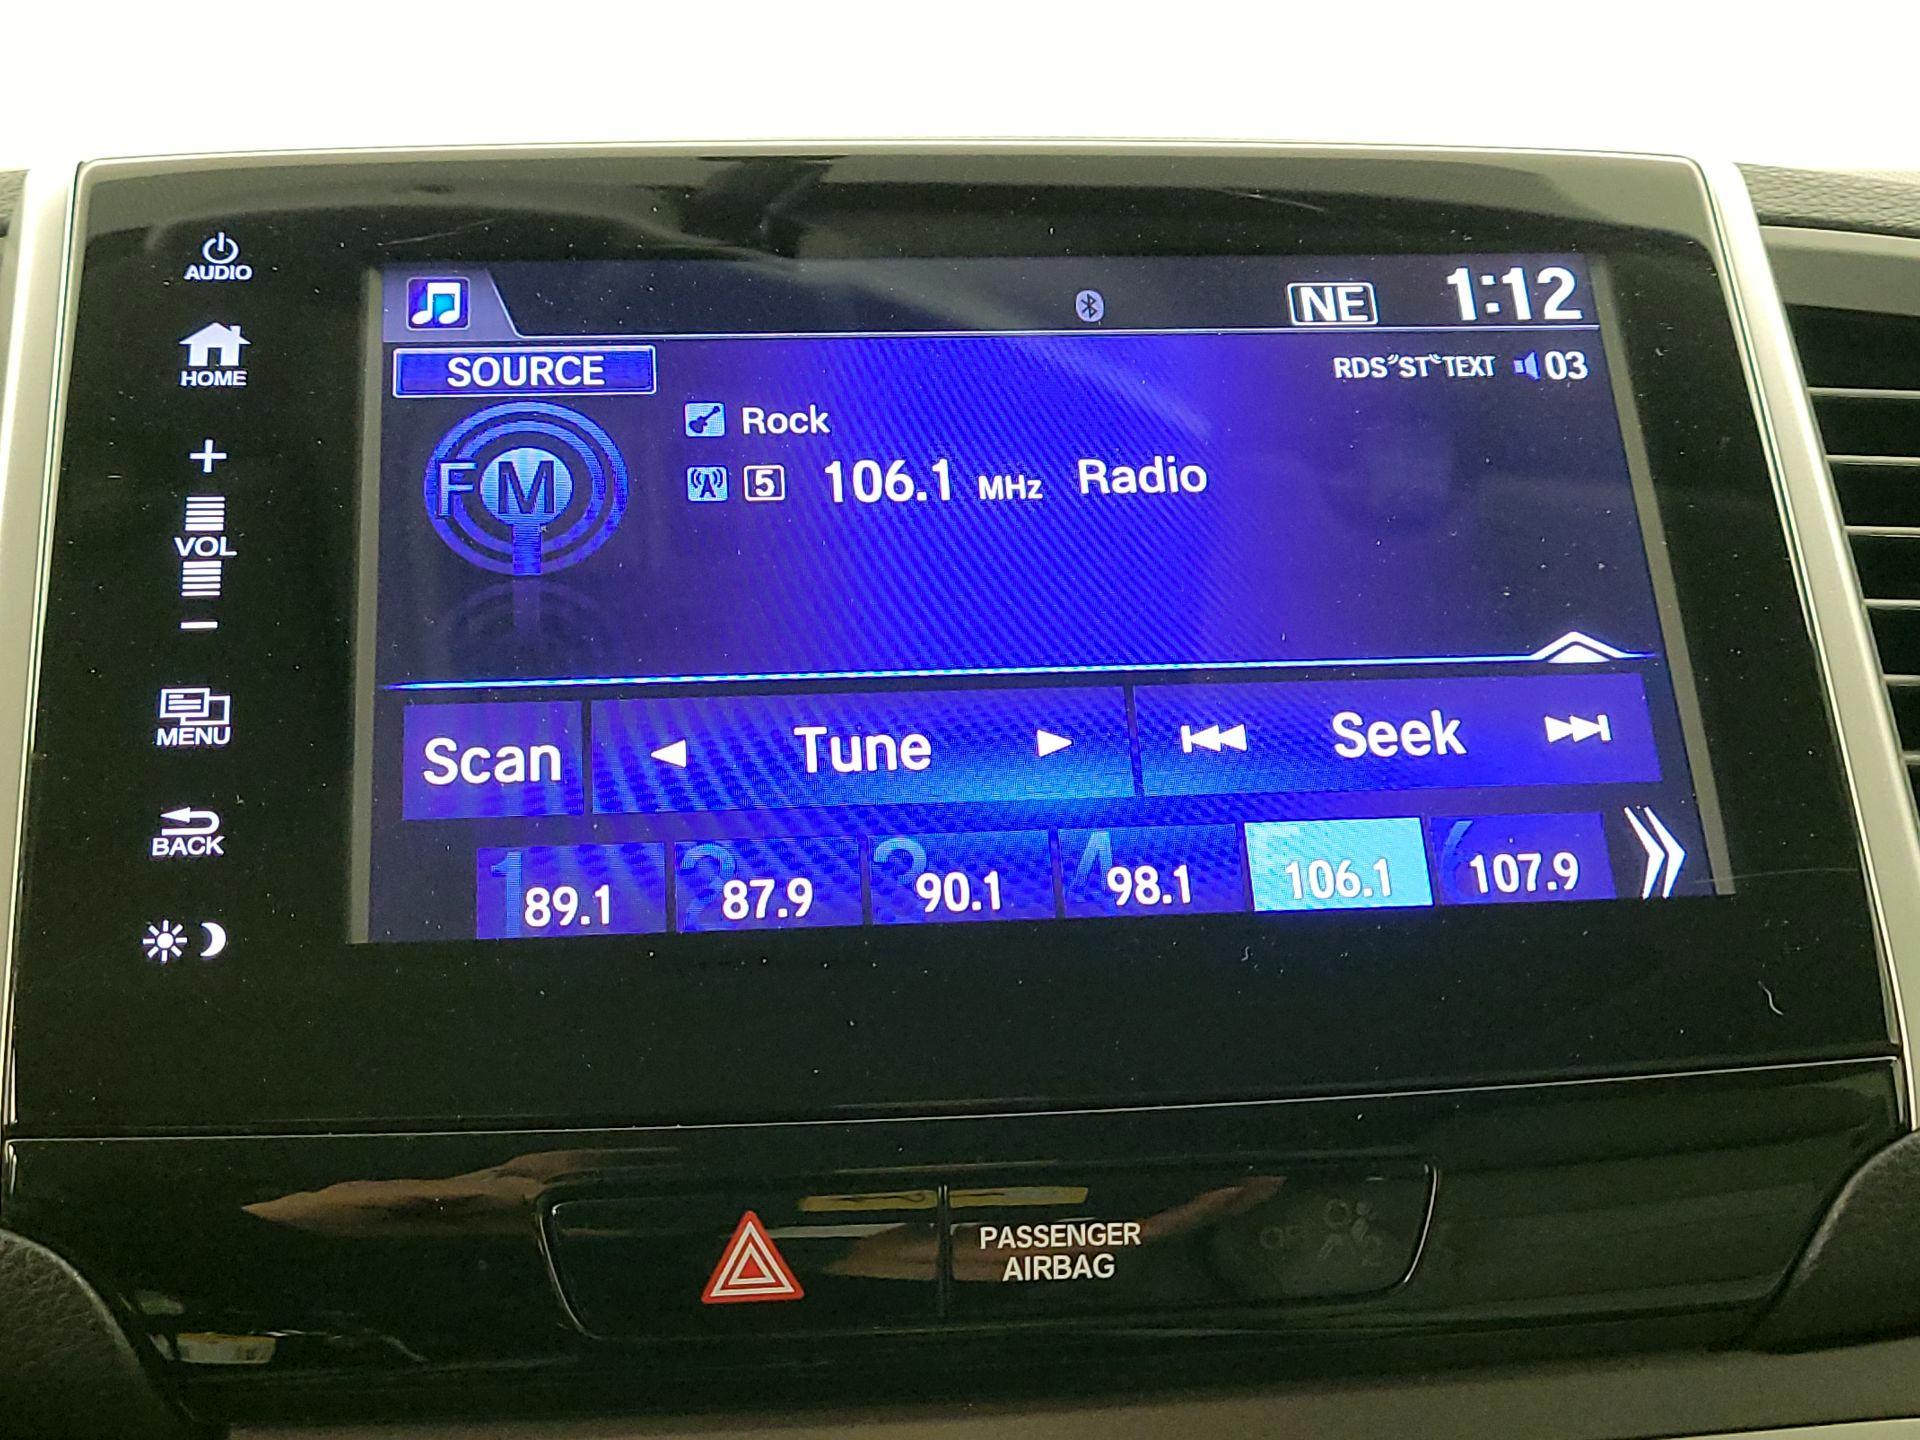 AUDIO
HOME
+
VOL
−
MENU
BACK
NE 1:12
SOURCE
RDS ST TEXT 03
FM
Rock
5 106.1 MHz Radio
Scan Tune Seek
1 89.1 2 87.9 3 90.1 4 98.1 106.1 107.9
PASSENGER
AIRBAG